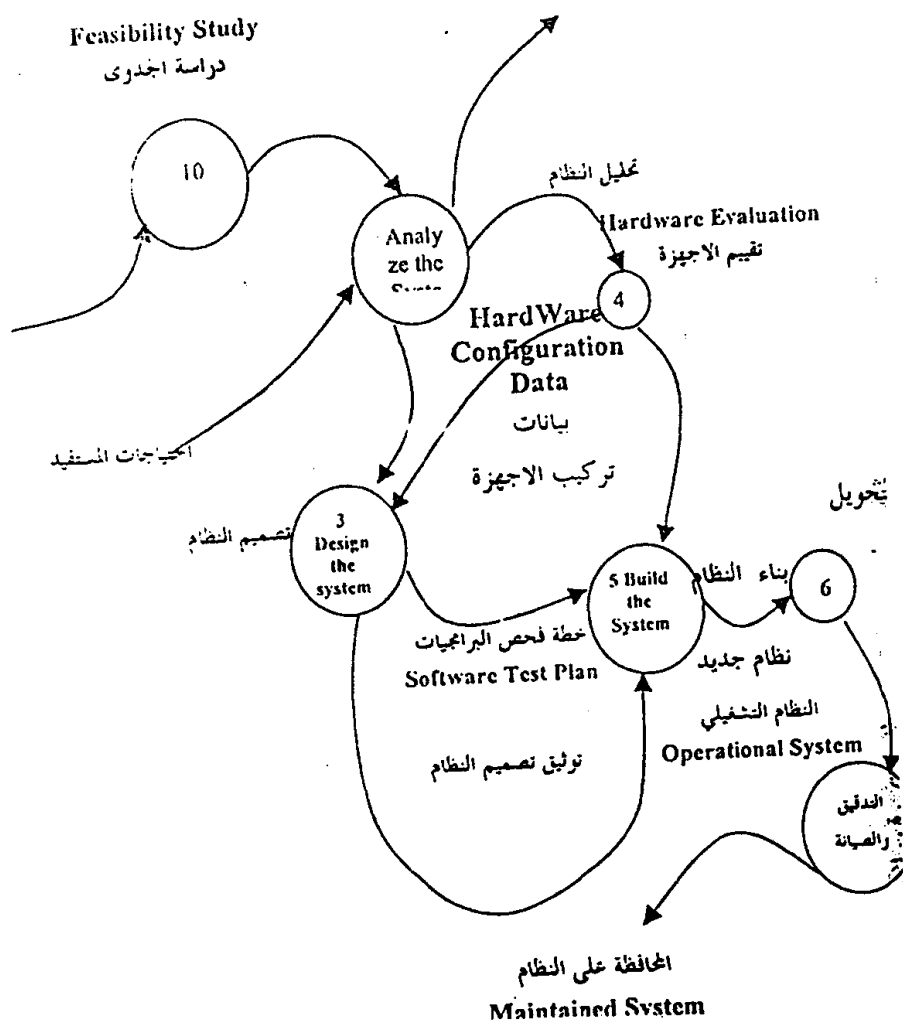 Feasibility Study
دراسة الجدوى
10
Analy
ze the
تحليل النظام
Hardware Evaluation
تقييم الاجهزة
4
HardWare
Configuration
Data
بيانات
تركيب الاجهزة
احتياجات المستفيد
3
Design
the
system
تصميم النظام
تحويل
5 Build
the
System
بناء النظام
6
خطة فحص البرامجيات
Software Test Plan
نظام جديد
النظام التشغيلي
Operational System
توثيق تصميم النظام
التدقيق
والصيانة
المحافظة على النظام
Maintained System